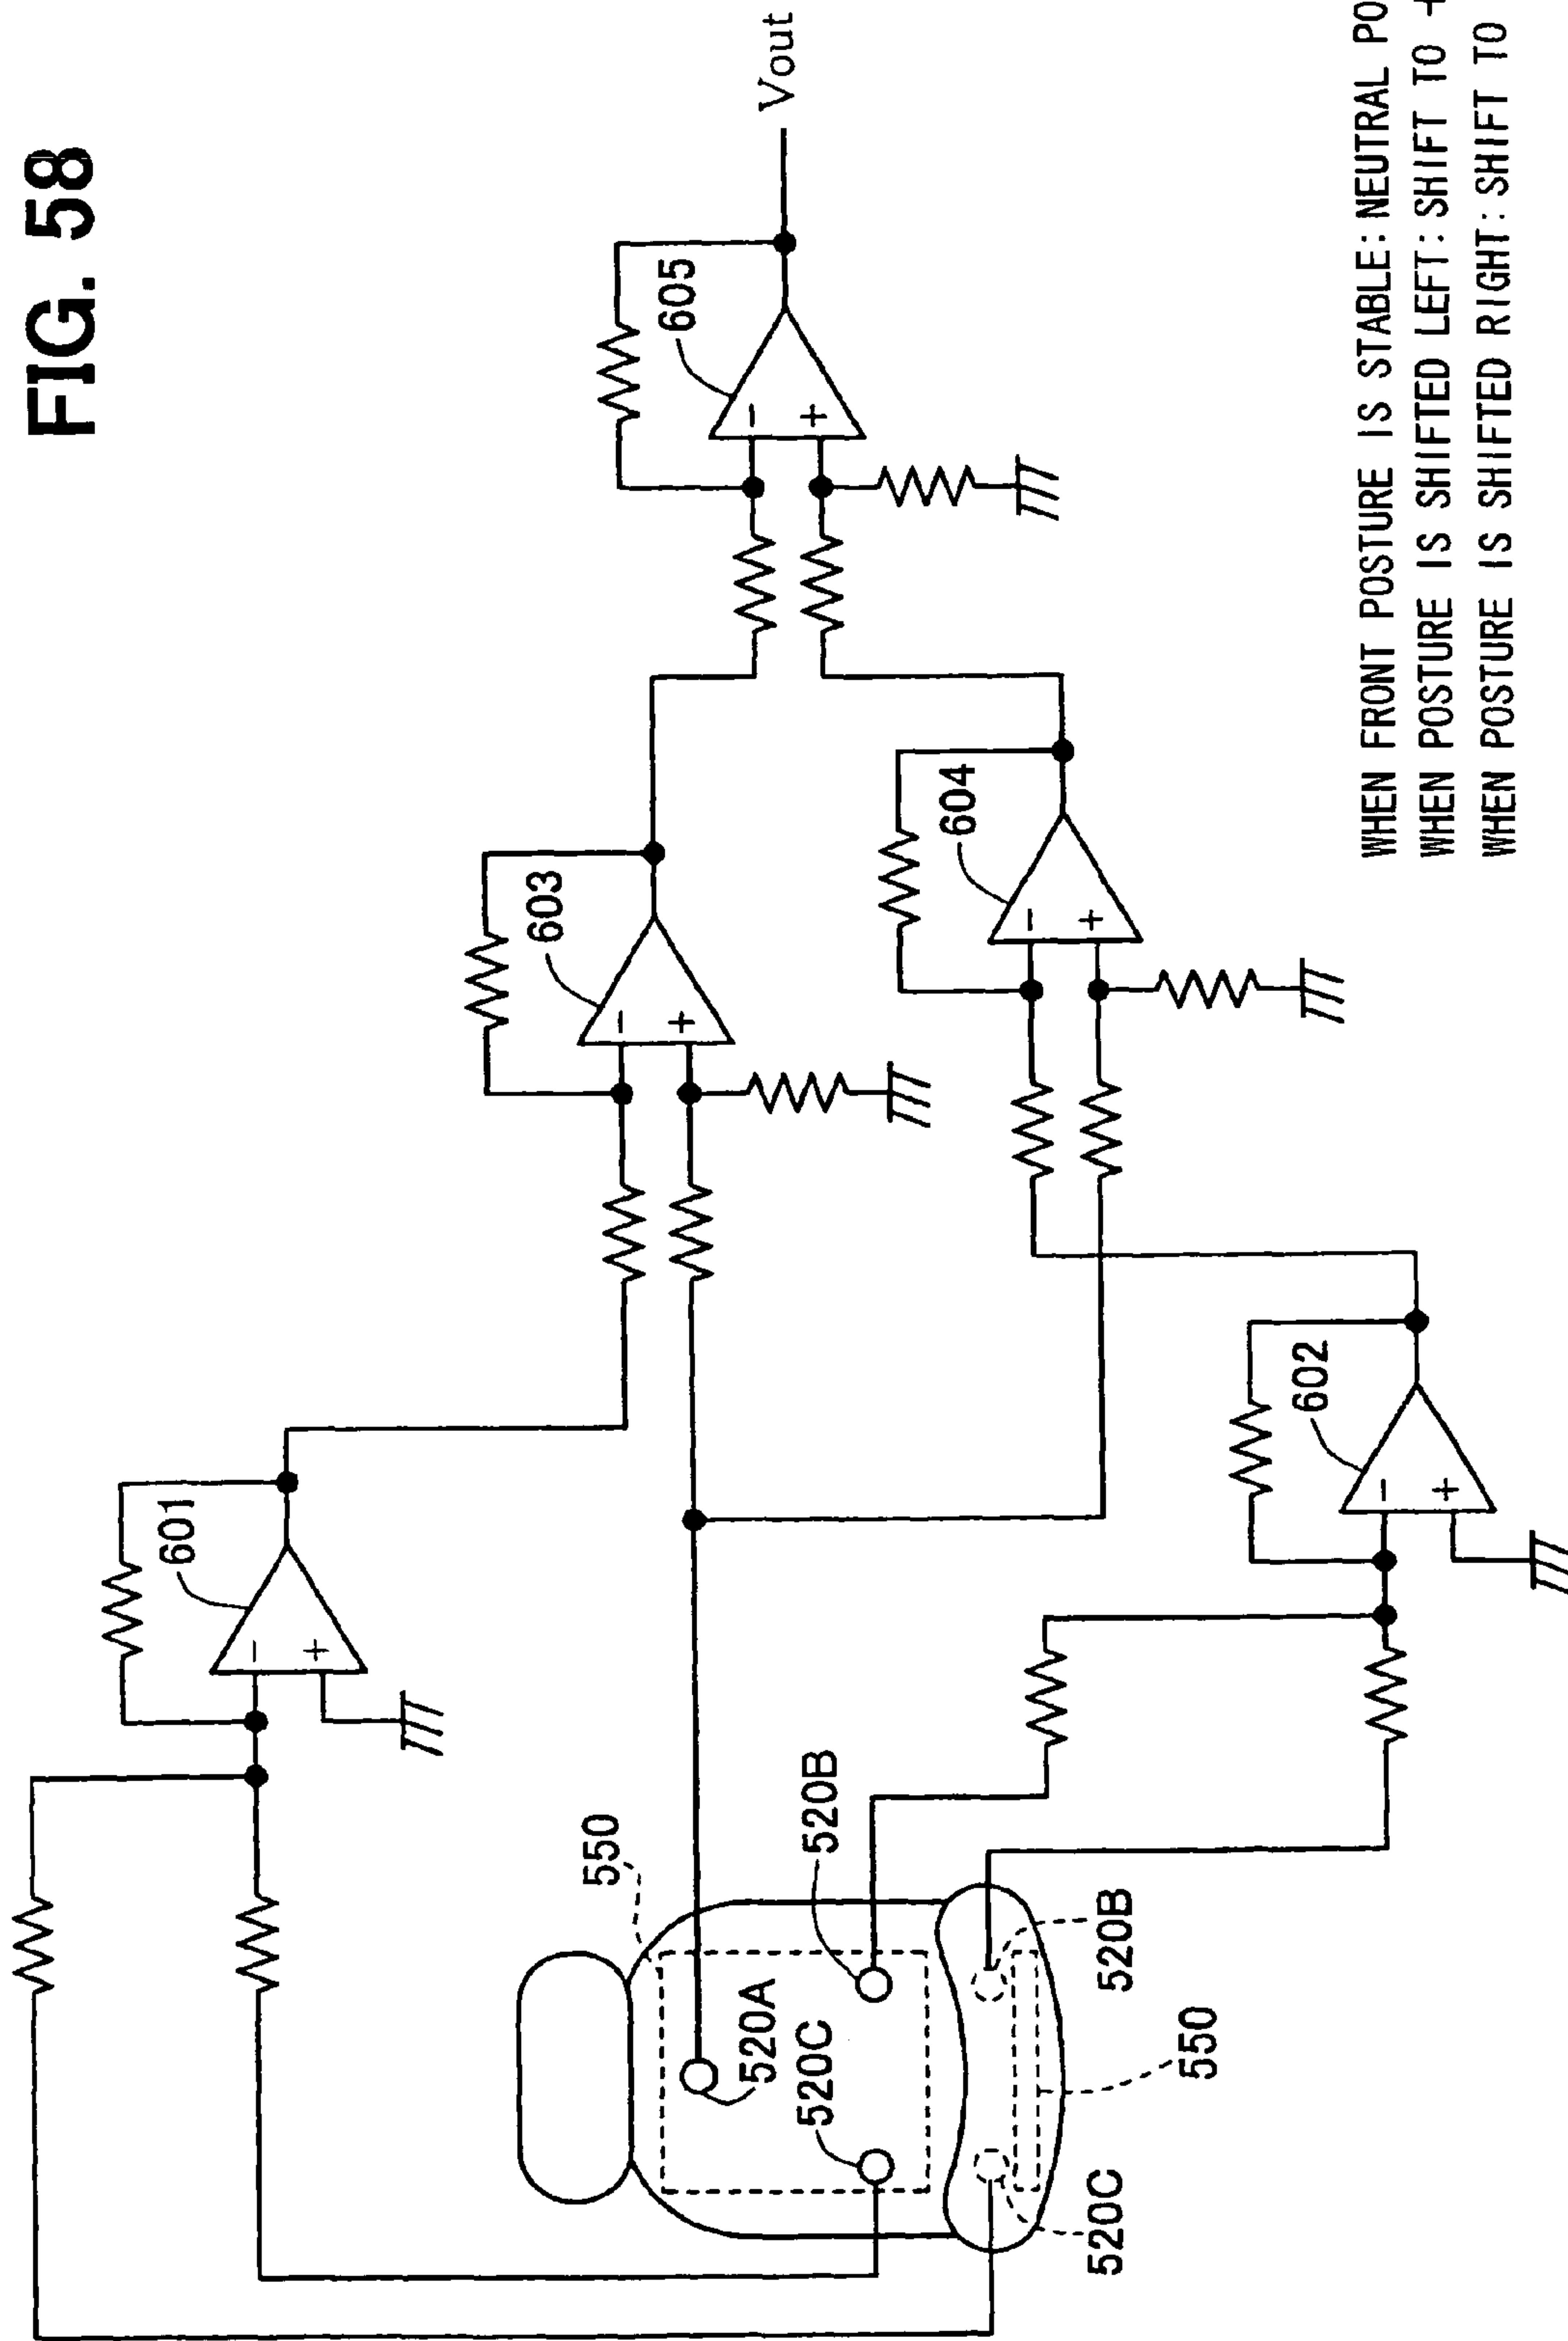 FIG. 58
Vout
605
603
604
601
602
550
520B
520A
520C
520B
550
520C
WHEN FRONT POSTURE IS STABLE: NEUTRAL PO
WHEN POSTURE IS SHIFTED LEFT: SHIFT TO +
WHEN POSTURE IS SHIFTED RIGHT: SHIFT TO
− +
− +
− +
− +
− +